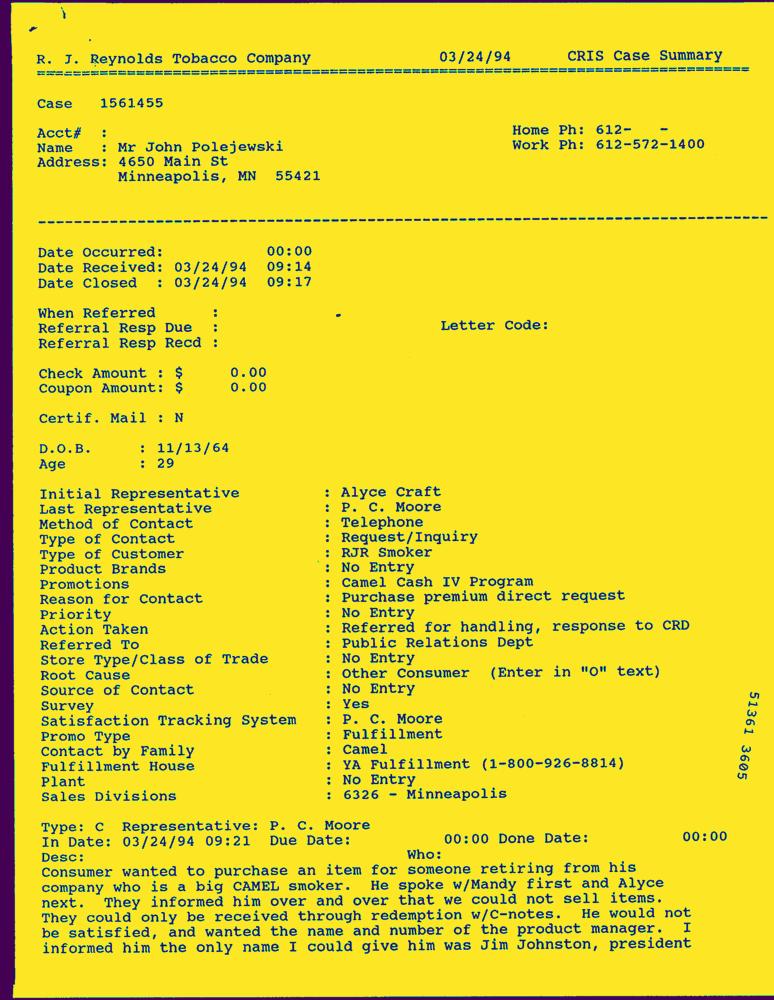 R. J. Reynolds Tobacco Company 03/24/94 CRIS Case Summary
Case 1561455
Acct# : Home Ph: 612- -
Name : Mr John Polejewski Work Ph: 612-572-1400
Address: 4650 Main St
Minneapolis, MN 55421
Date Occurred: 00:00
Date Received: 03/24/94 09:14
Date Closed : 03/24/94 09:17
When Referred :
Referral Resp Due : Letter Code:
Referral Resp Recd :
Check Amount : $ 0.00
Coupon Amount: $ 0.00
Certif. Mail : N
D.O.B. : 11/13/64
Age : 29
Initial Representative : Alyce Craft
Last Representative : P. C. Moore
Method of Contact : Telephone
Type of Contact : Request/Inquiry
Type of Customer : RJR Smoker
Product Brands : No Entry
Promotions : Camel Cash IV Program
Reason for Contact : Purchase premium direct request
Priority : No Entry
Action Taken : Referred for handling, response to CRD
Referred To : Public Relations Dept
Store Type/Class of Trade : No Entry
Root Cause : Other Consumer (Enter in "O" text)
Source of Contact : No Entry
Survey : Yes
Satisfaction Tracking System : P. C. Moore
Promo Type : Fulfillment
Contact by Family : Camel
Fulfillment House : YA Fulfillment (1-800-926-8814)
Plant : No Entry
Sales Divisions : 6326 - Minneapolis
51361 3605
Type: C Representative: P. C. Moore
In Date: 03/24/94 09:21 Due Date: 00:00 Done Date: 00:00
Desc: Who:
Consumer wanted to purchase an item for someone retiring from his
company who is a big CAMEL smoker. He spoke w/Mandy first and Alyce
next. They informed him over and over that we could not sell items.
They could only be received through redemption w/C-notes. He would not
be satisfied, and wanted the name and number of the product manager. I
informed him the only name I could give him was Jim Johnston, president